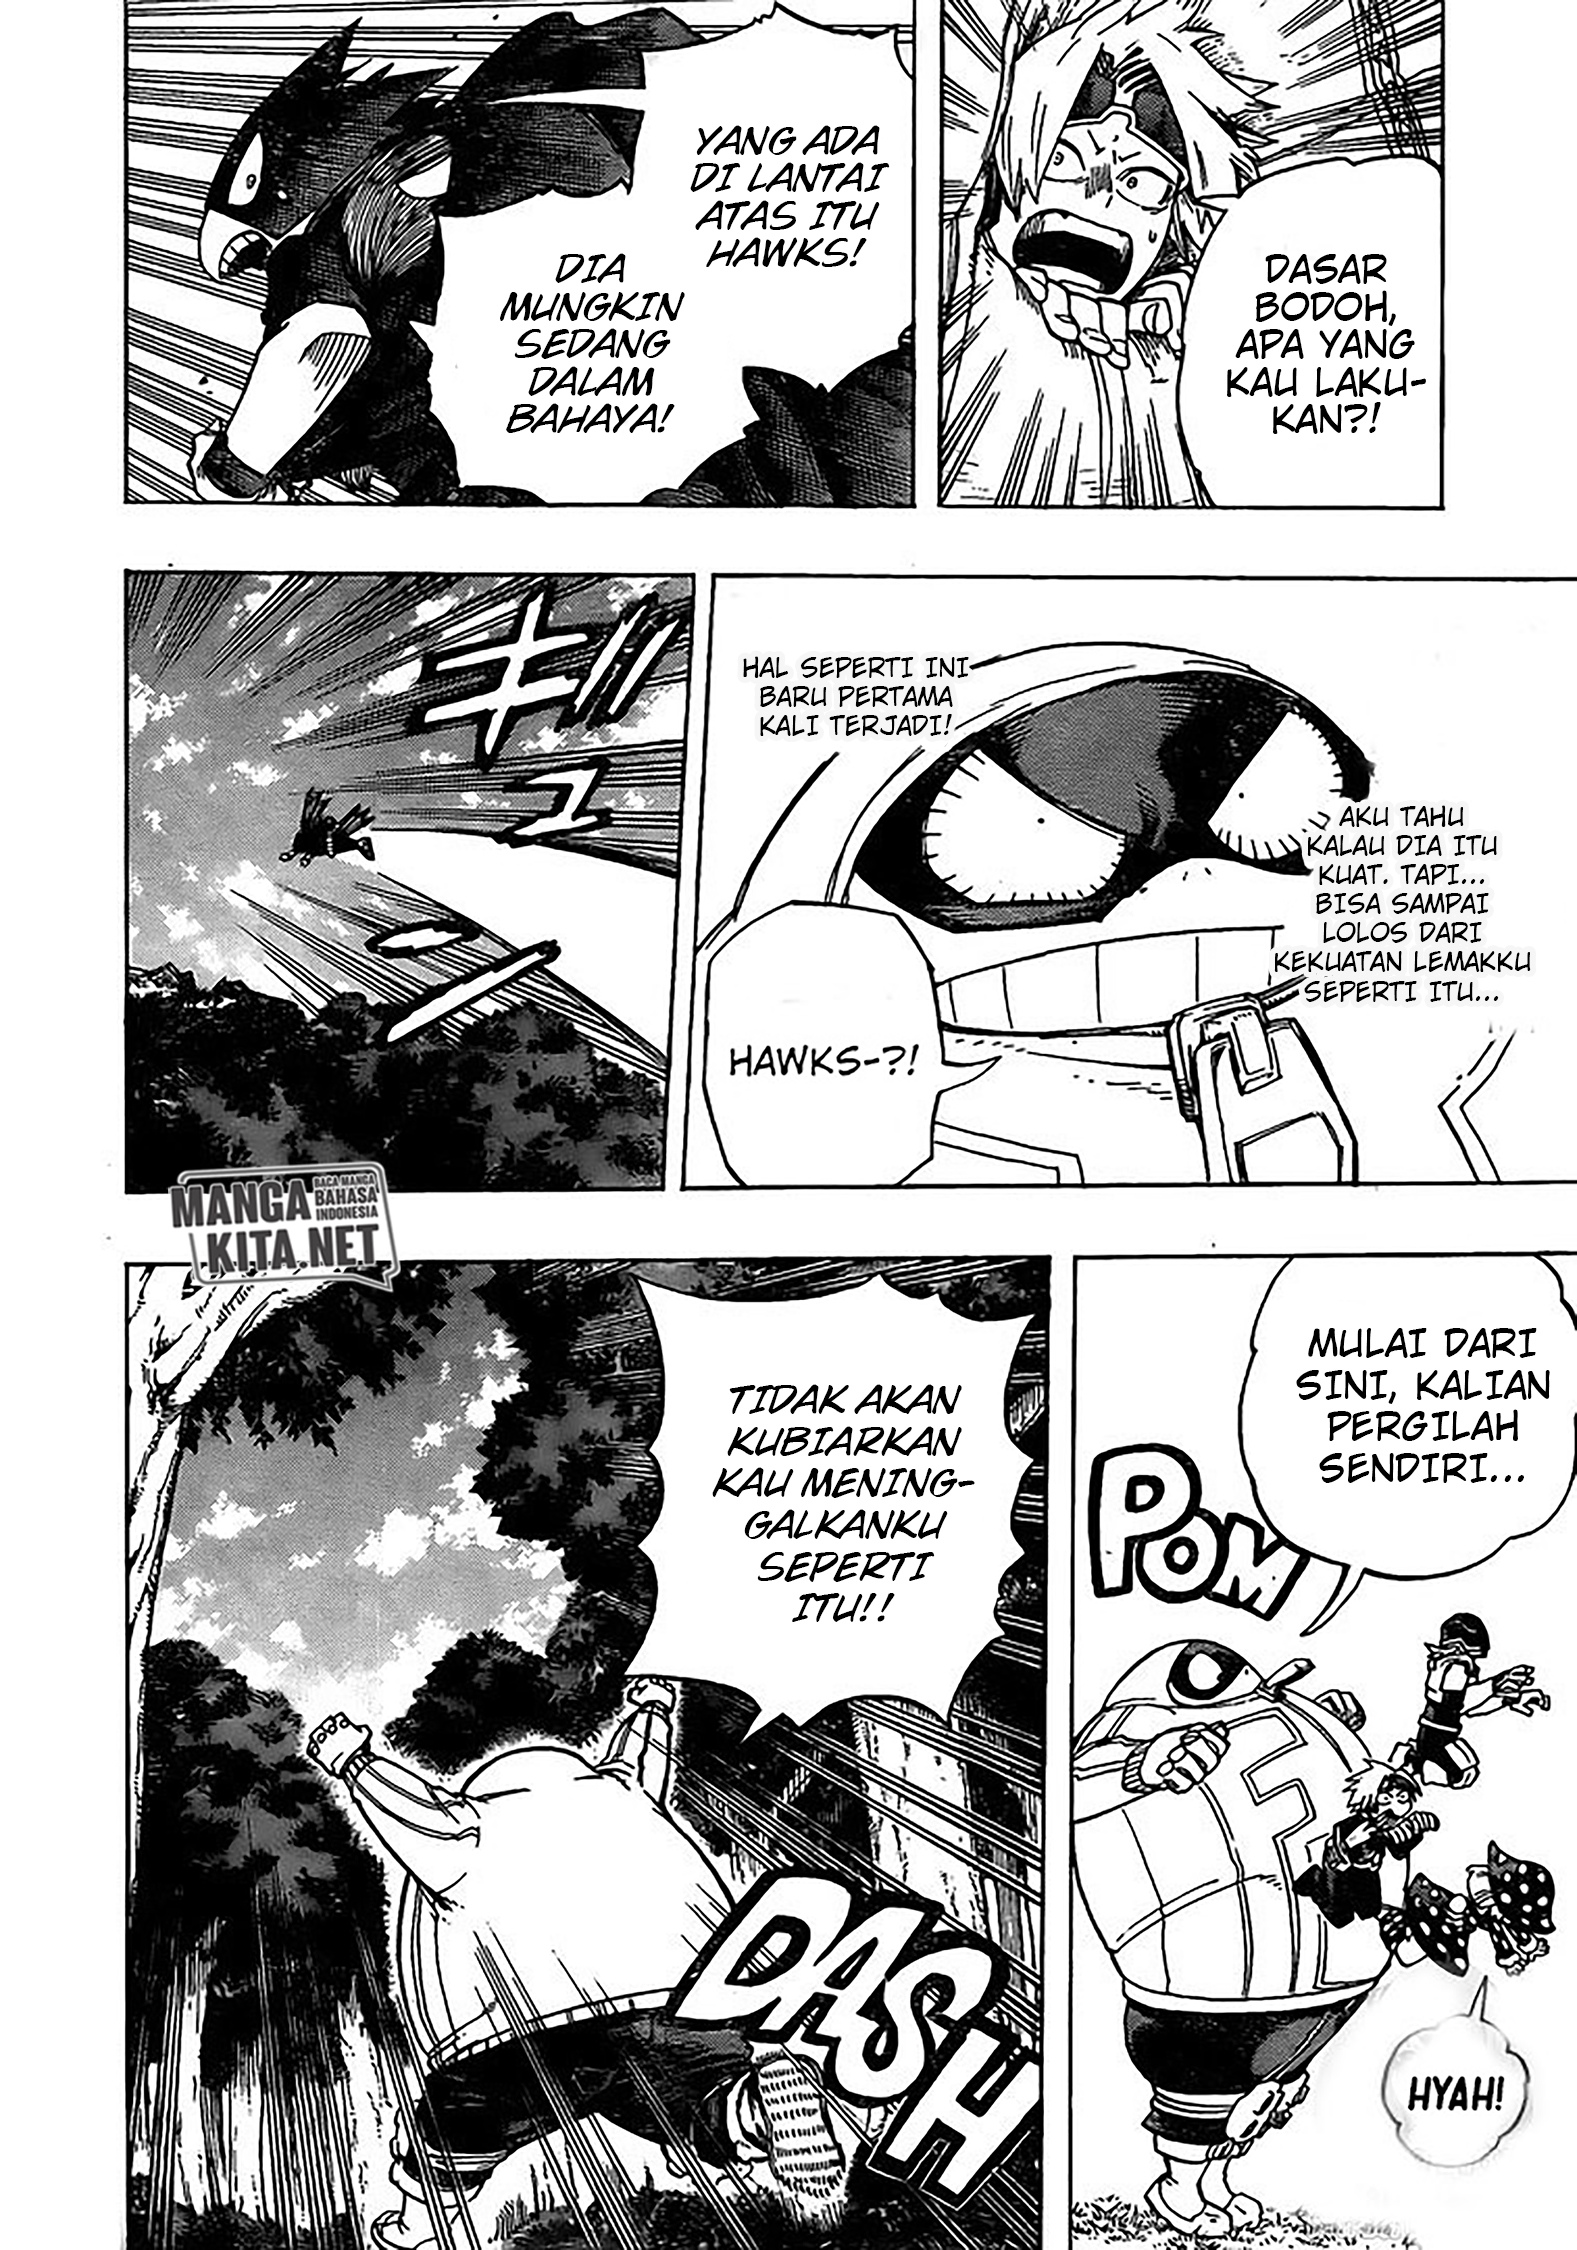 DASAR
BODOH,
APA YANG
KAU LAKU-
KAN?!
YANG ADA
DI LANTAI
ATAS ITU
HAWKS!
DIA
MUNGKIN
SEDANG
DALAM
BAHAYA!
HAL SEPERTI INI
BARU PERTAMA
KALI TERJADI!
AKU TAHU
KALAU DIA ITU
KUAT. TAPI...
BISA SAMPAI
LOLOS DARI
KEKUATAN LEMAKKU
SEPERTI ITU...
HAWKS-?!
ギュン
MANGA
KITA.NET
BACA MANGA
BAHASA
INDONESIA
MULAI DARI
SINI, KALIAN
PERGILAH
SENDIRI...
POM
HYAH!
TIDAK AKAN
KUBIARKAN
KAU MENING-
GALKANKU
SEPERTI
ITU!!
DASH